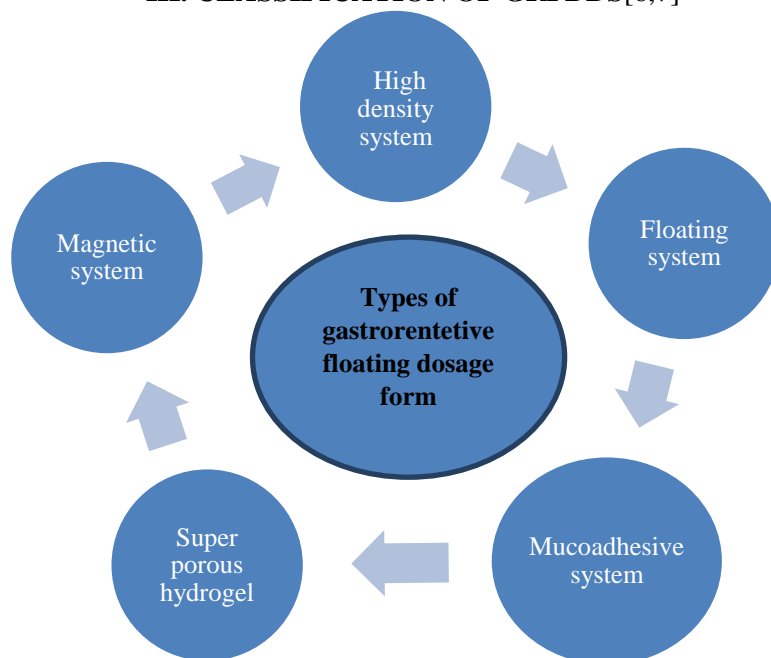 High
density
system
Floating
system
Mucoadhesive
system
Super
porous
hydrogel
Magnetic
system
Types of
gastrorentetive
floating dosage
form